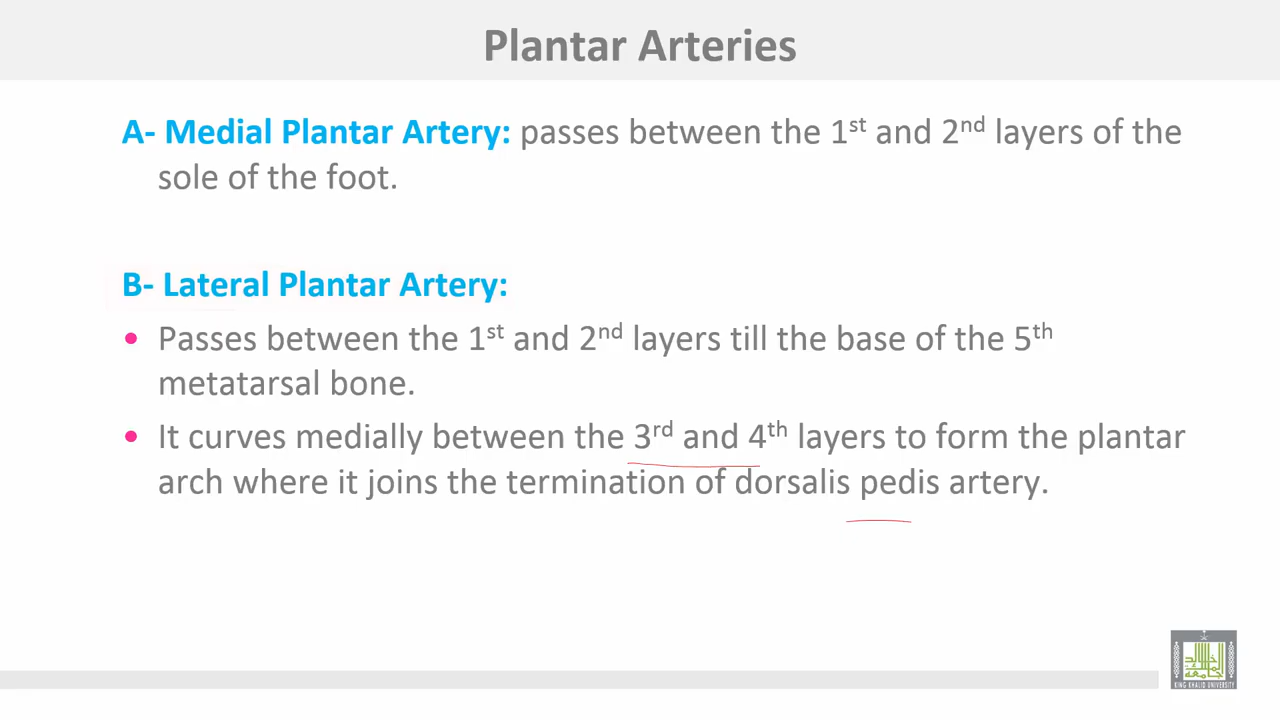 Plantar Arteries
A- Medial Plantar Artery: passes between the 1st and 2nd layers of the
sole of the foot.
B- Lateral Plantar Artery:
• Passes between the 1st and 2nd layers till the base of the 5th
metatarsal bone.
• It curves medially between the 3rd and 4th layers to form the plantar
arch where it joins the termination of dorsalis pedis artery.
KING KHALID UNIVERSITY